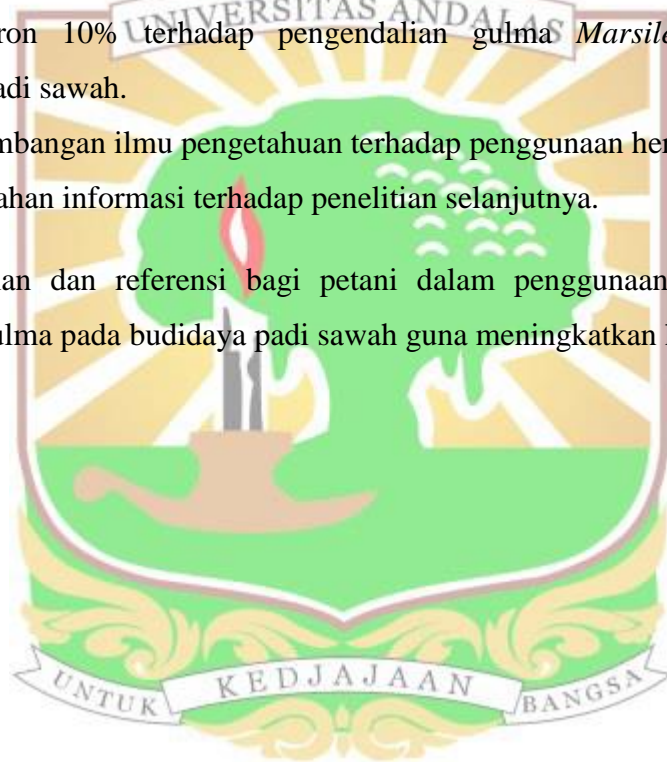 UNIVERSITAS ANDALAS
ron 10% terhadap pengendalian gulma Marsile
adi sawah.
mbangan ilmu pengetahuan terhadap penggunaan her
ahan informasi terhadap penelitian selanjutnya.
an dan referensi bagi petani dalam penggunaan
ulma pada budidaya padi sawah guna meningkatkan
UNTUK KEDJAJAAN BANGSA